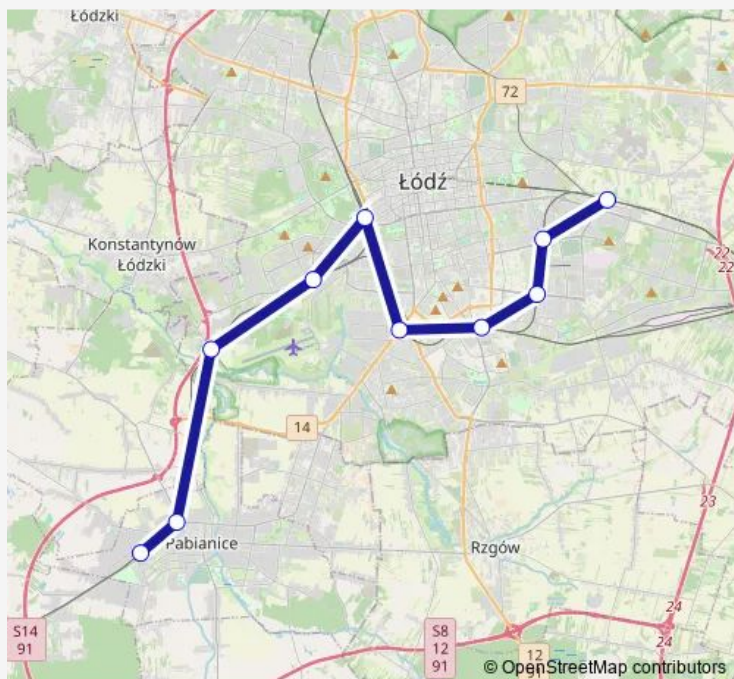 Łódzki
72
Łódź
Konstantynów
Łódzki
22
22
14
23
Pabianice
Rzgów
24
24
S14
91
S8
12
91
12
91
© OpenStreetMap contributors